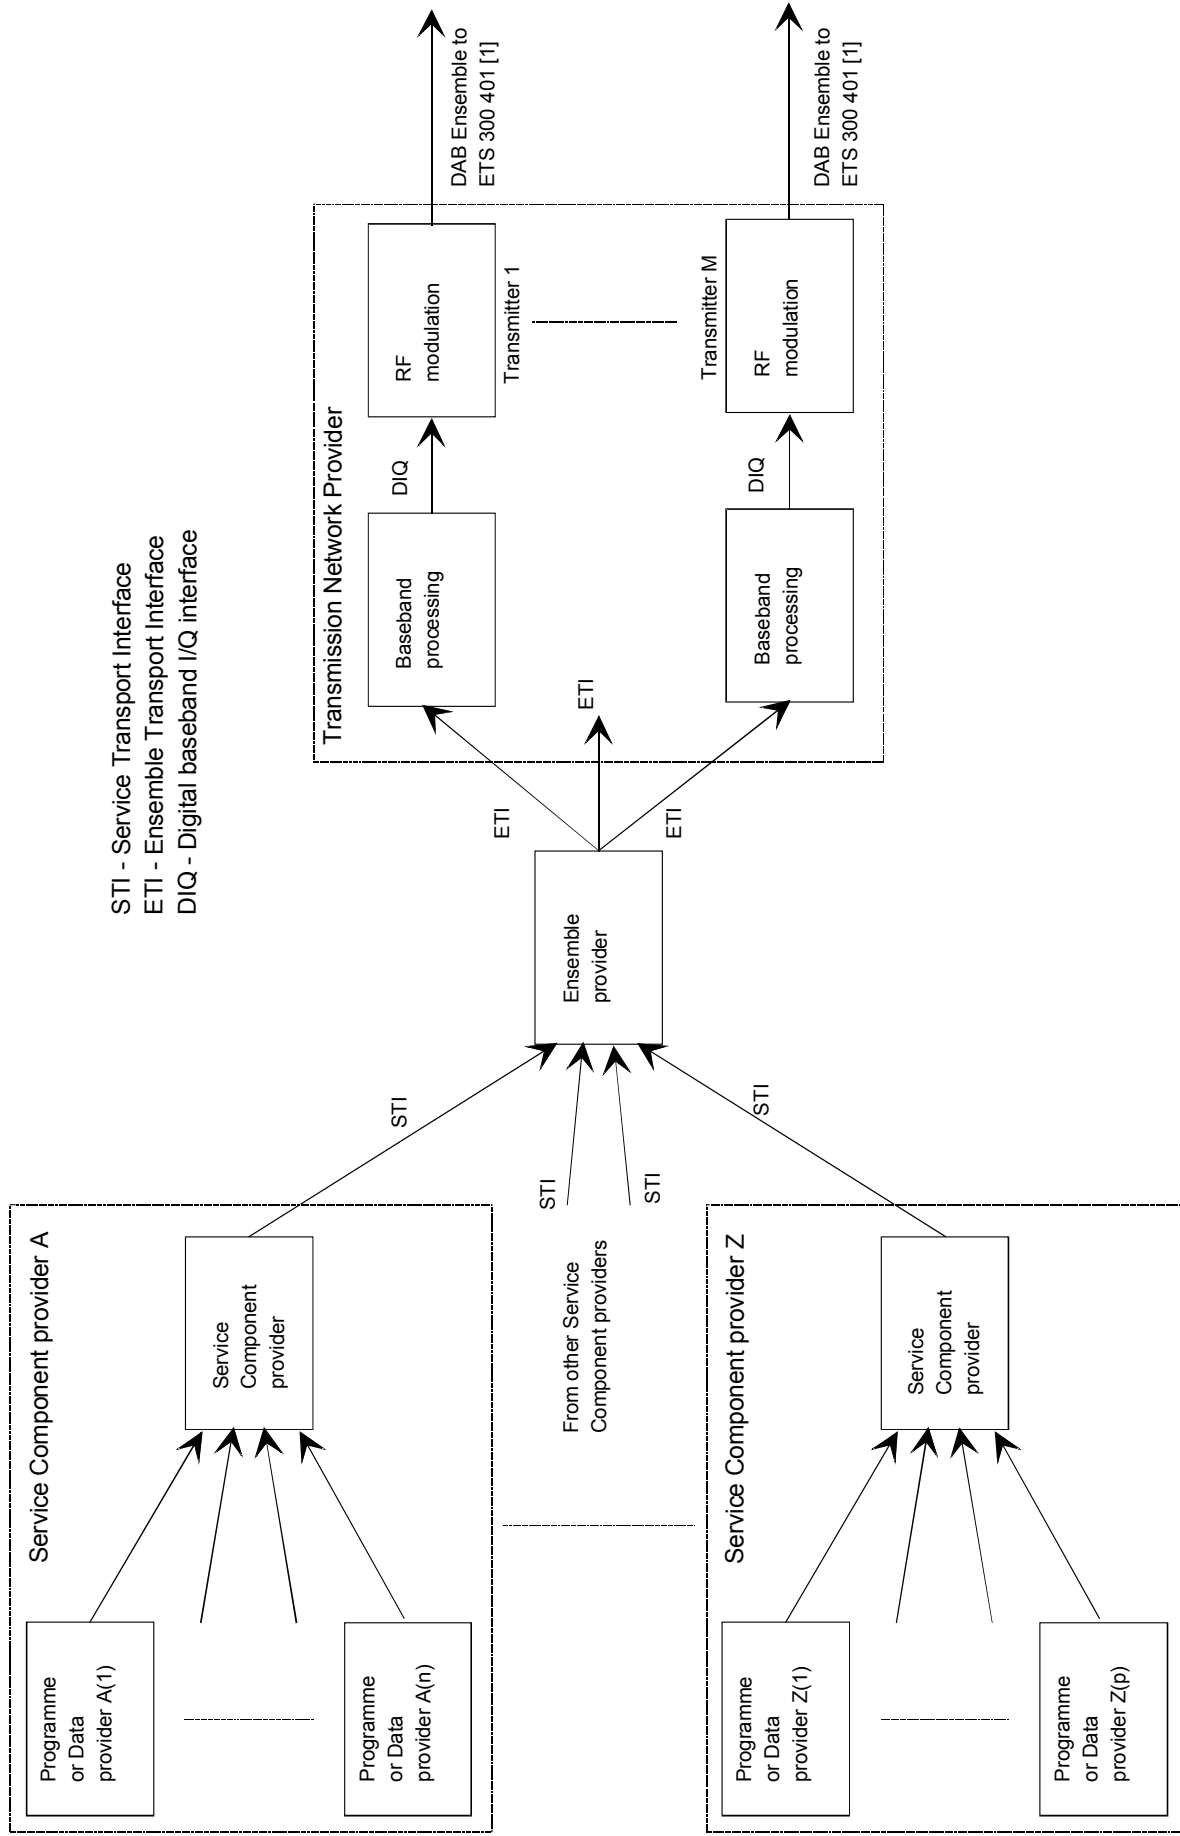 STI - Service Transport Interface
ETI - Ensemble Transport Interface
DIQ - Digital baseband I/Q interface
Service Component provider A
Programme
or Data
provider A(1)
Programme
or Data
provider A(n)
Service
Component
provider
STI
From other Service
Component providers
STI
STI
Service Component provider Z
Programme
or Data
provider Z(1)
Programme
or Data
provider Z(p)
Service
Component
provider
STI
Ensemble
provider
ETI
ETI
ETI
Transmission Network Provider
Baseband
processing
DIQ
RF
modulation
Transmitter 1
DAB Ensemble to
ETS 300 401 [1]
Baseband
processing
DIQ
Transmitter M
RF
modulation
DAB Ensemble to
ETS 300 401 [1]